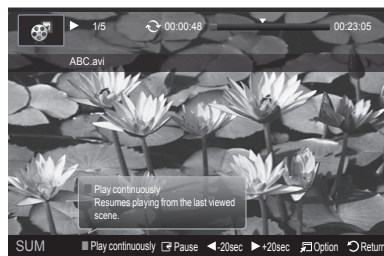 1/5 00:00:48 00:23:05
ABC.avi
Play continuously
Resumes playing from the last viewed
scene.
SUM Play continuously Pause -20sec +20sec Option Return